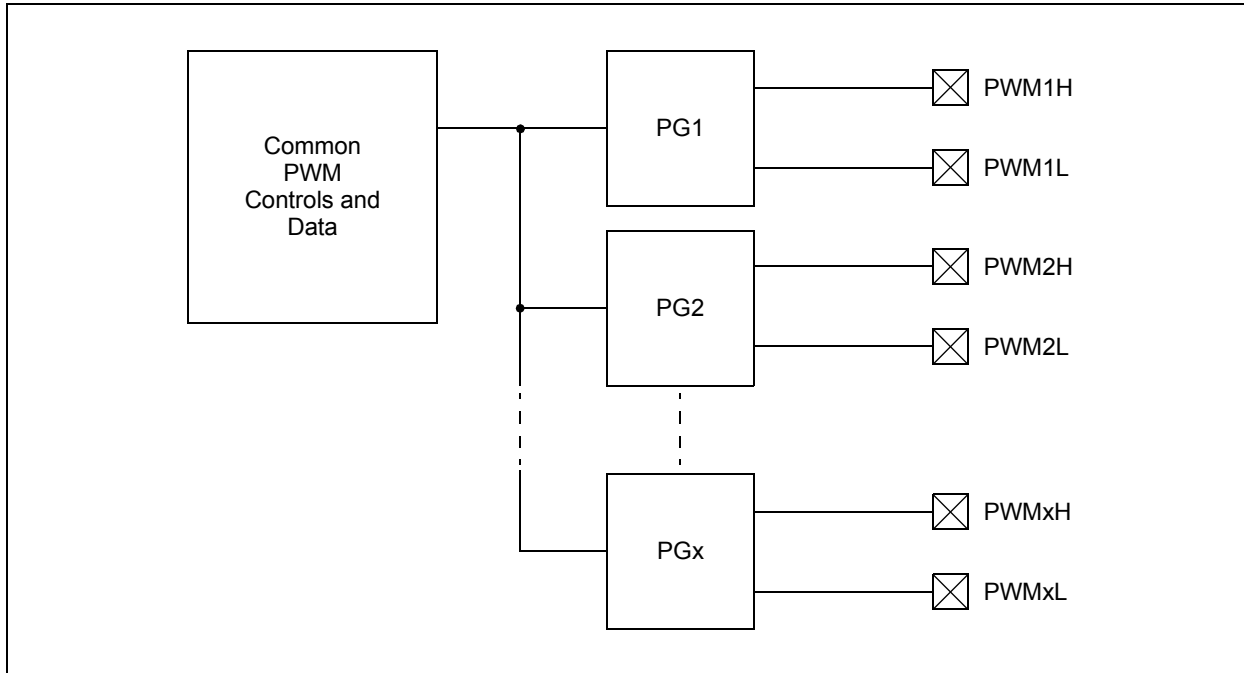 Common
PWM
Controls and
Data
PG1
PWM1H
PWM1L
PG2
PWM2H
PWM2L
PGx
PWMxH
PWMxL